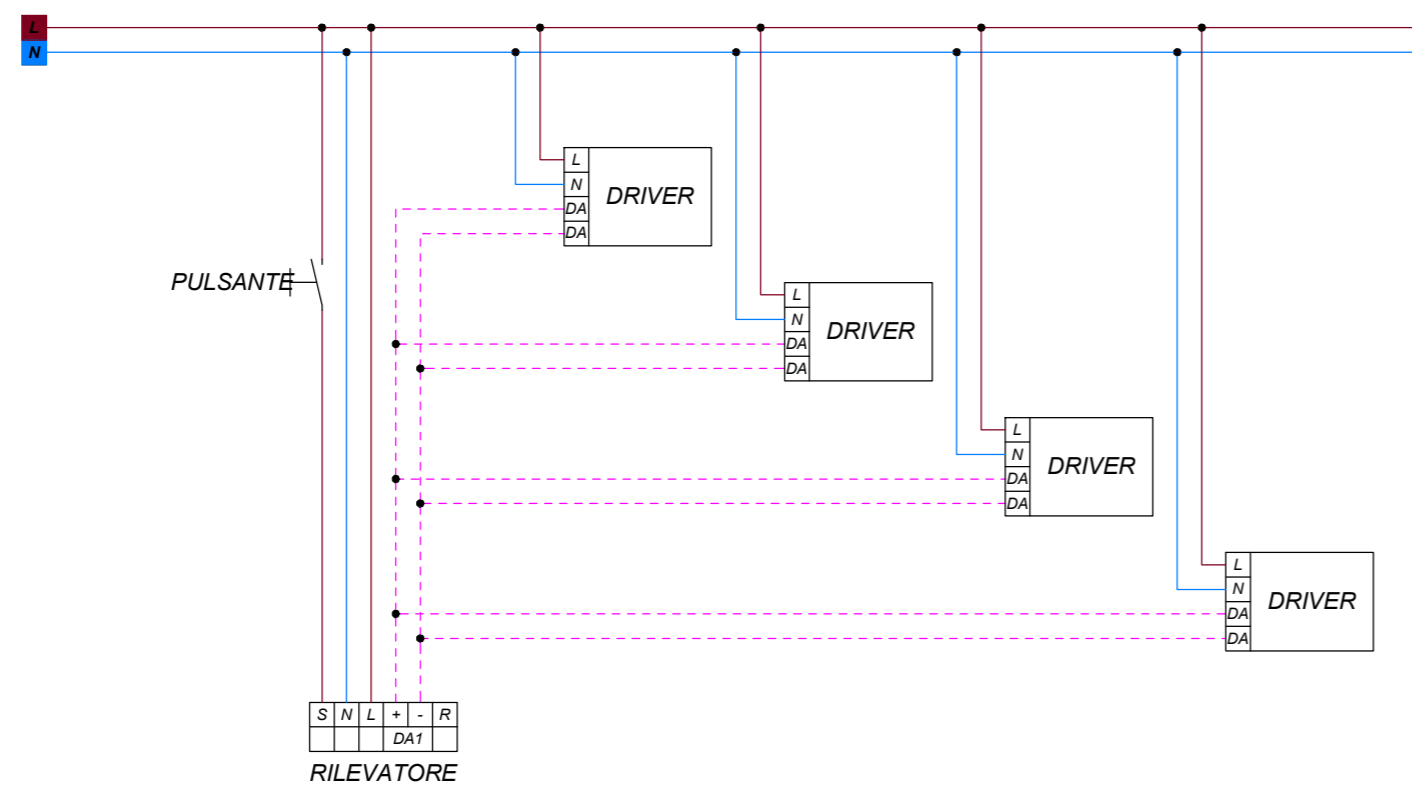 L
N
L
N
DRIVER
DA
DA
PULSANTE
L
N
DRIVER
DA
DA
L
N
DRIVER
DA
DA
L
N
DRIVER
DA
DA
S N L + - R
DA1
RILEVATORE